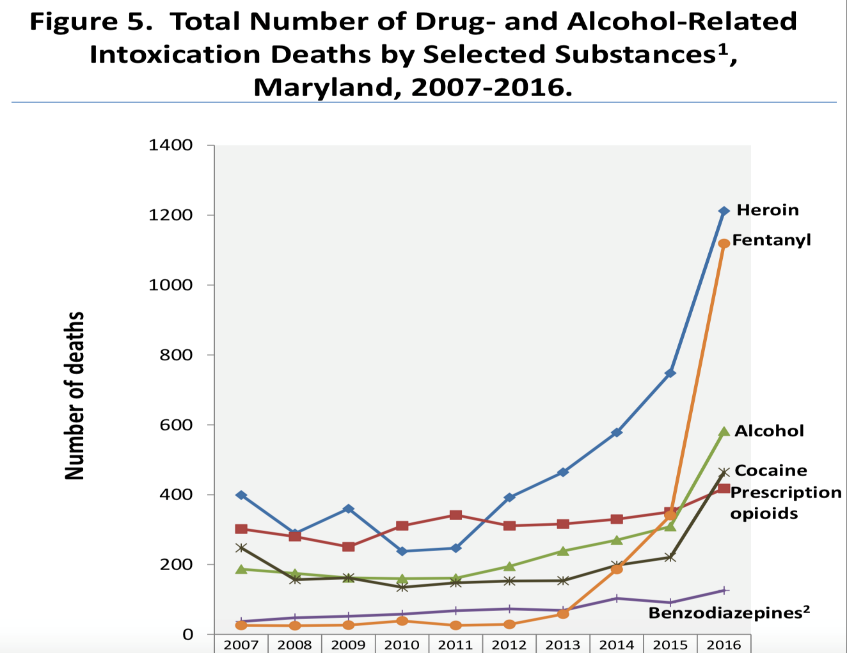 Figure 5.  Total Number of Drug- and Alcohol-Related
Intoxication Deaths by Selected Substances¹,
Maryland, 2007-2016.
1400
1200
1000
800
600
400
200
0
Number of deaths
Heroin
Fentanyl
Alcohol
Cocaine
Prescription
opioids
Benzodiazepines²
2007 2008 2009 2010 2011 2012 2013 2014 2015 2016